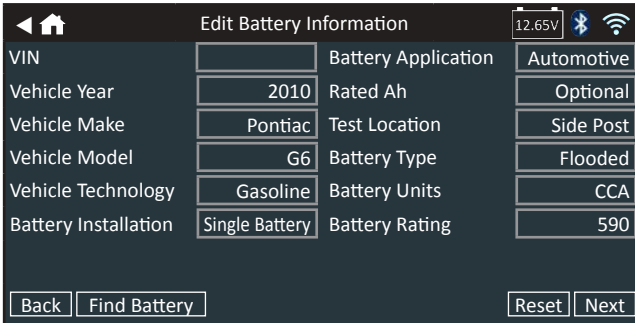 Edit Battery Information 12.65V
VIN Battery Application Automotive
Vehicle Year 2010 Rated Ah Optional
Vehicle Make Pontiac Test Location Side Post
Vehicle Model G6 Battery Type Flooded
Vehicle Technology Gasoline Battery Units CCA
Battery Installation Single Battery Battery Rating 590
Back Find Battery Reset Next